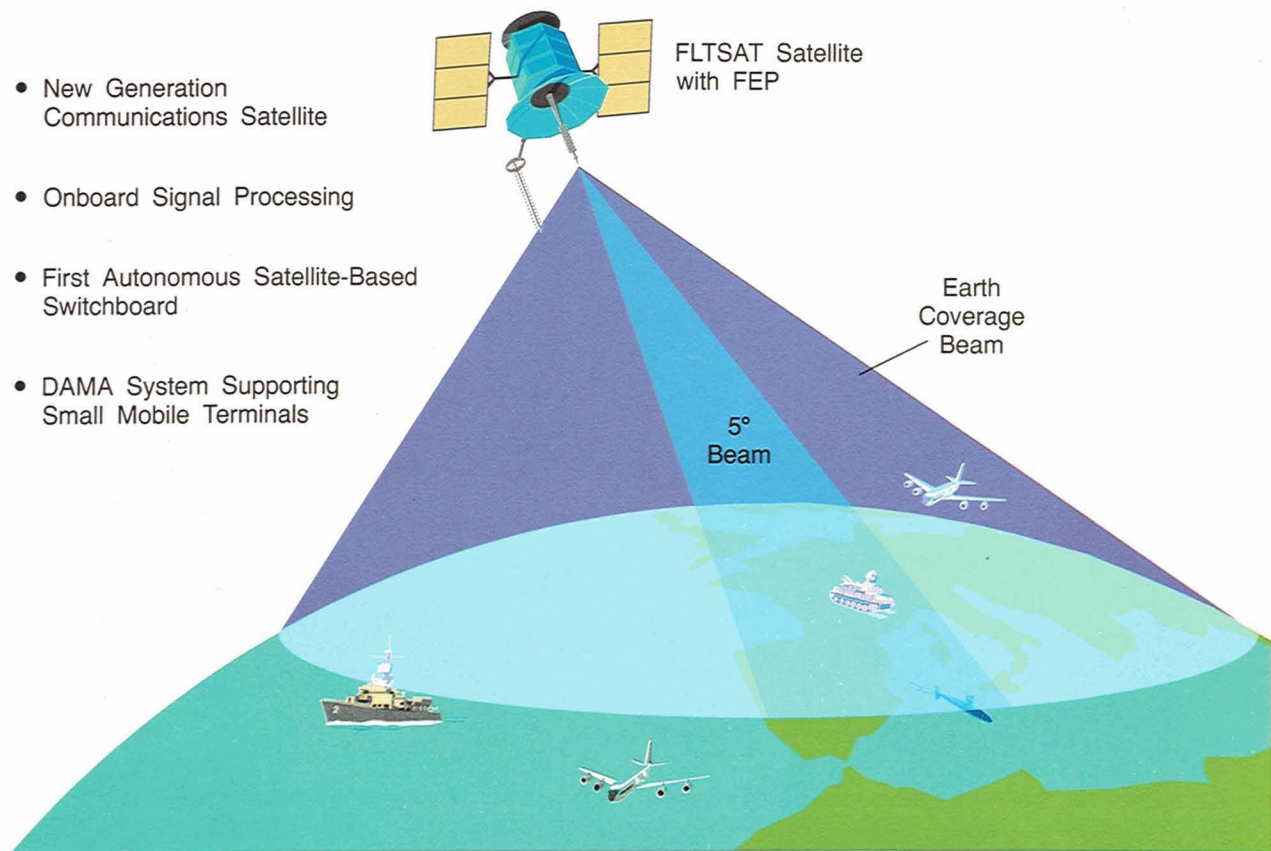 • New Generation
Communications Satellite
• Onboard Signal Processing
• First Autonomous Satellite-Based
Switchboard
• DAMA System Supporting
Small Mobile Terminals
FLTSAT Satellite
with FEP
Earth
Coverage
Beam
5°
Beam
2